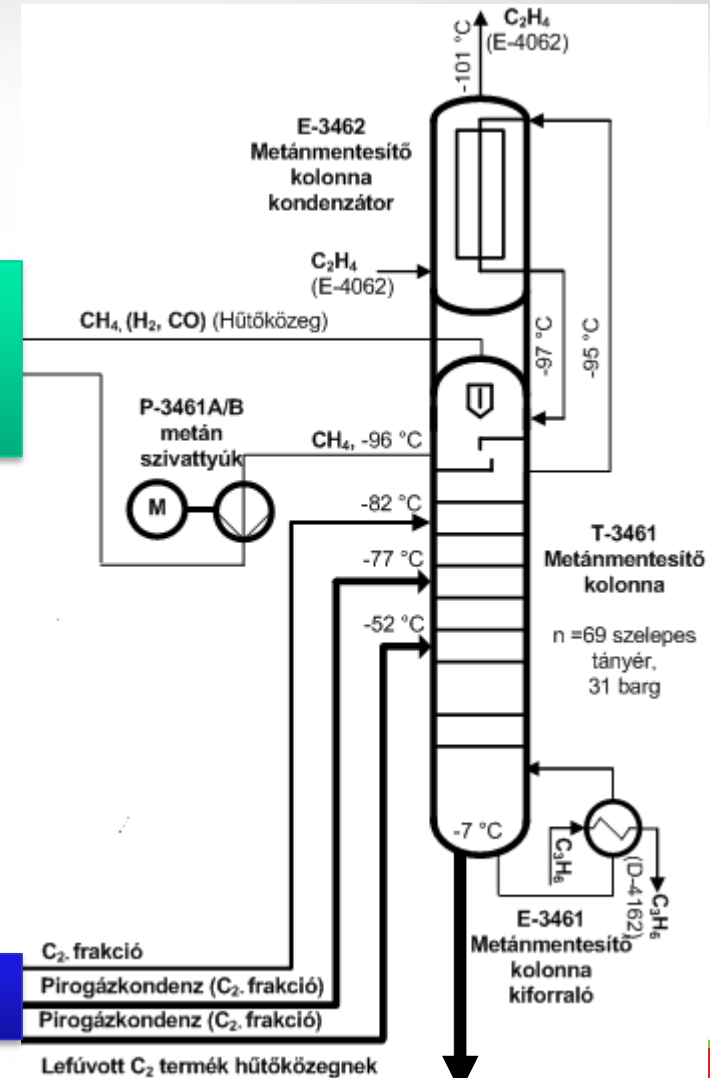 C₂H₄
(E-4062)
-101 °C
E-3462
Metánmentesítő
kolonna
kondenzátor
C₂H₄
(E-4062)
CH₄, (H₂, CO) (Hűtőközeg)
-97 °C
-95 °C
P-3461A/B
metán
szivattyúk
M
CH₄, -96 °C
-82 °C
-77 °C
-52 °C
T-3461
Metánmentesítő
kolonna
n =69 szelepes
tányér,
31 barg
-7 °C
C₃H₆
(D-4162)
C₃H₆
E-3461
Metánmentesítő
kolonna
kiforraló
C₂₋ frakció
Pirogázkondenz (C₂₋ frakció)
Pirogázkondenz (C₂₋ frakció)
Lefúvott C₂ termék hűtőközegnek